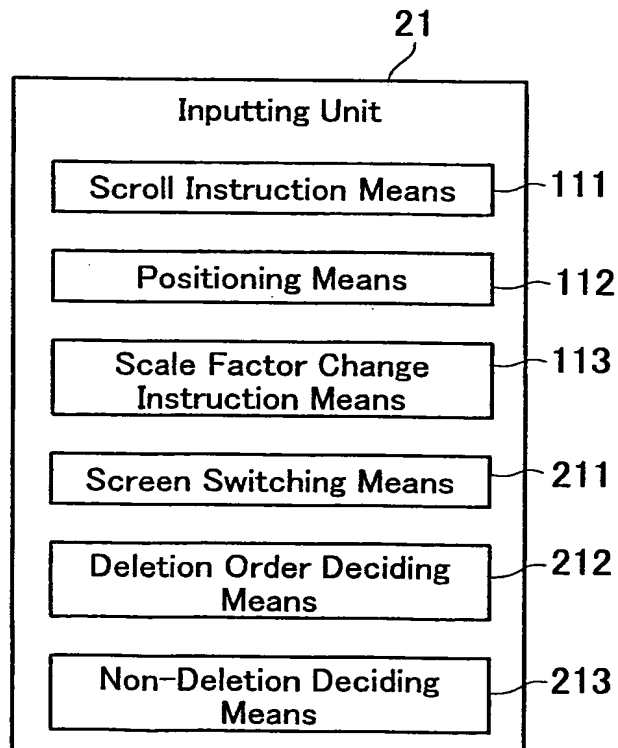 21
Inputting Unit
Scroll Instruction Means
111
Positioning Means
112
Scale Factor Change
Instruction Means
113
Screen Switching Means
211
Deletion Order Deciding
Means
212
Non-Deletion Deciding
Means
213